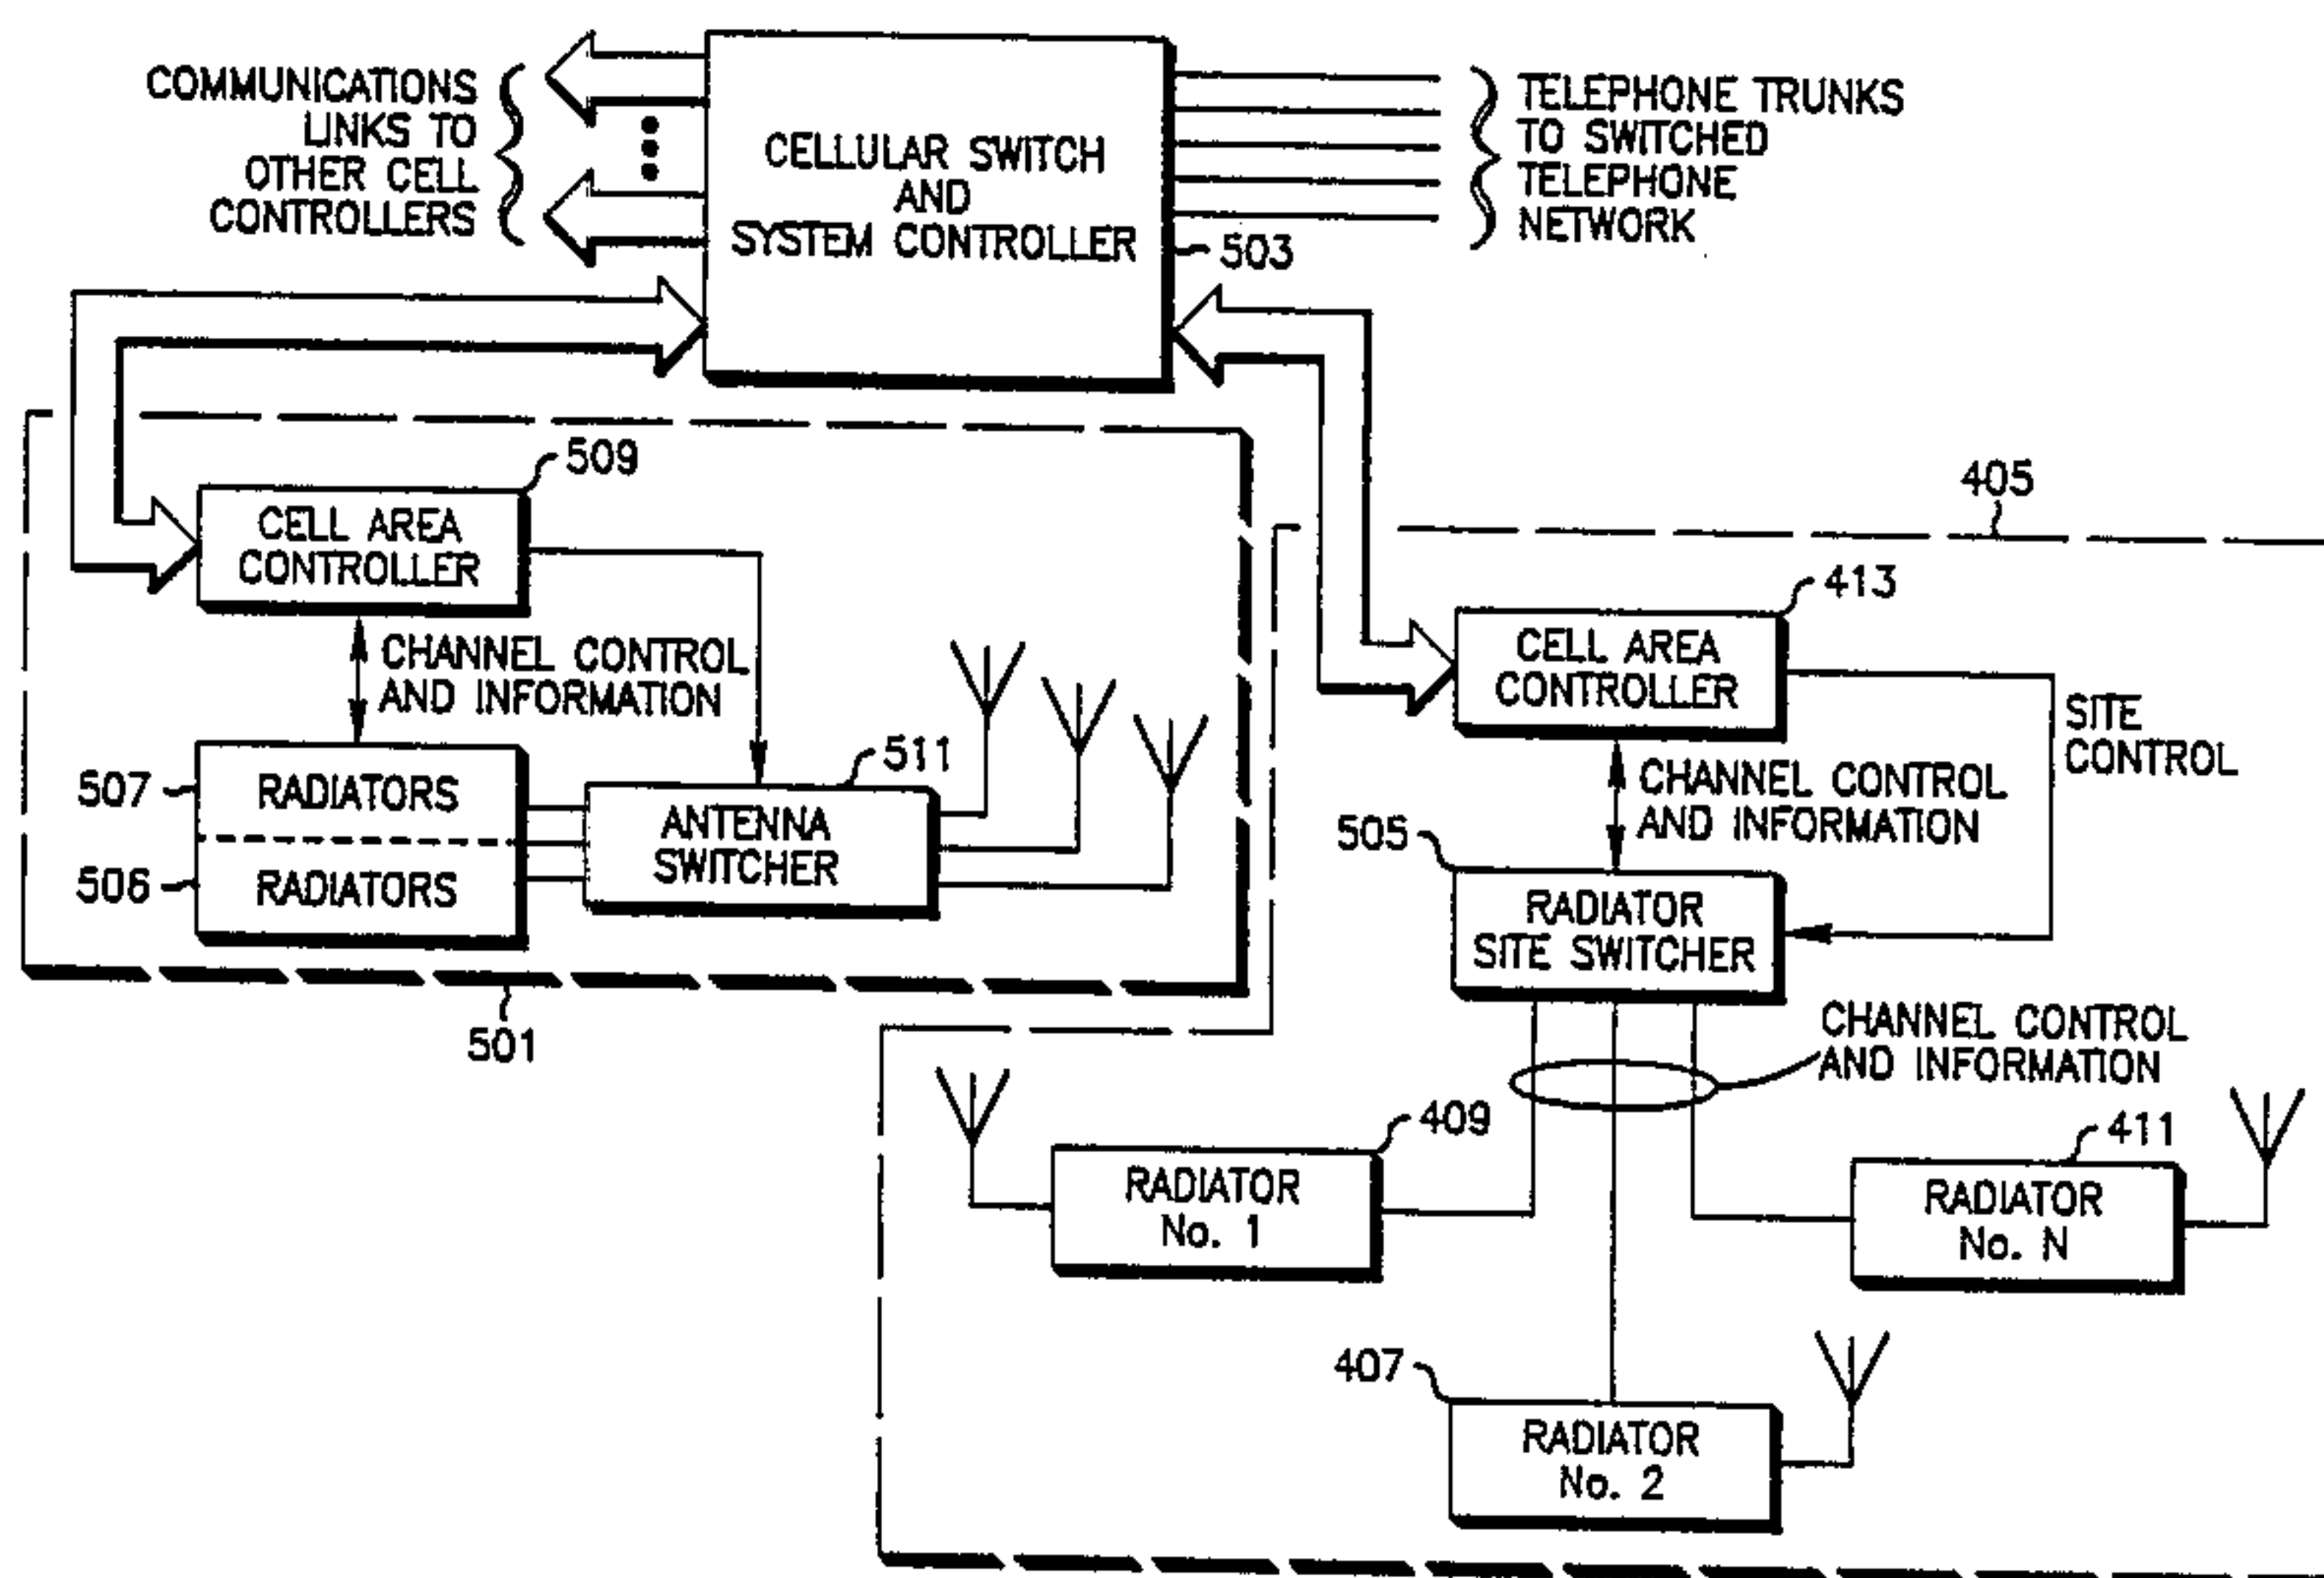 COMMUNICATIONS
LINKS TO
OTHER CELL
CONTROLLERS
CELLULAR SWITCH
AND
SYSTEM CONTROLLER
503
TELEPHONE TRUNKS
TO SWITCHED
TELEPHONE
NETWORK
509
CELL AREA
CONTROLLER
CHANNEL CONTROL
AND INFORMATION
507
RADIATORS
506
RADIATORS
511
ANTENNA
SWITCHER
501
405
413
CELL AREA
CONTROLLER
SITE
CONTROL
CHANNEL CONTROL
AND INFORMATION
505
RADIATOR
SITE SWITCHER
CHANNEL CONTROL
AND INFORMATION
409
RADIATOR
No. 1
411
RADIATOR
No. N
407
RADIATOR
No. 2